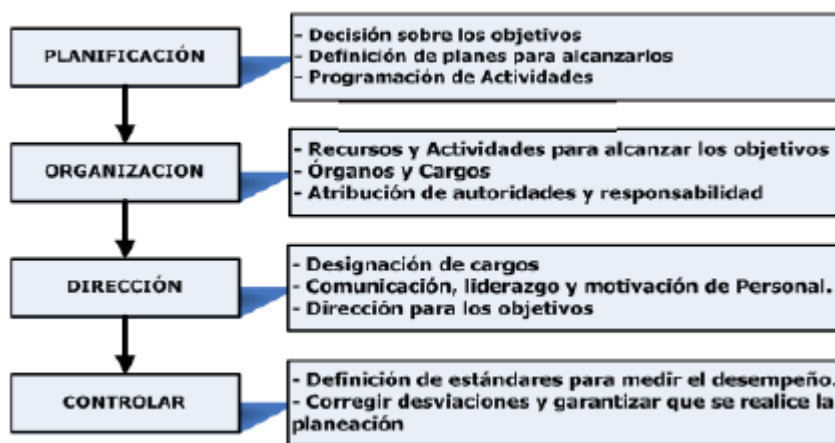 PLANIFICACIÓN
- Decisión sobre los objetivos
- Definición de planes para alcanzarlos
- Programación de Actividades
ORGANIZACION
- Recursos y Actividades para alcanzar los objetivos
- Órganos y Cargos
- Atribución de autoridades y responsabilidad
DIRECCIÓN
- Designación de cargos
- Comunicación, liderazgo y motivación de Personal.
- Dirección para los objetivos
CONTROLAR
- Definición de estándares para medir el desempeño.
- Corregir desviaciones y garantizar que se realice la
planeación